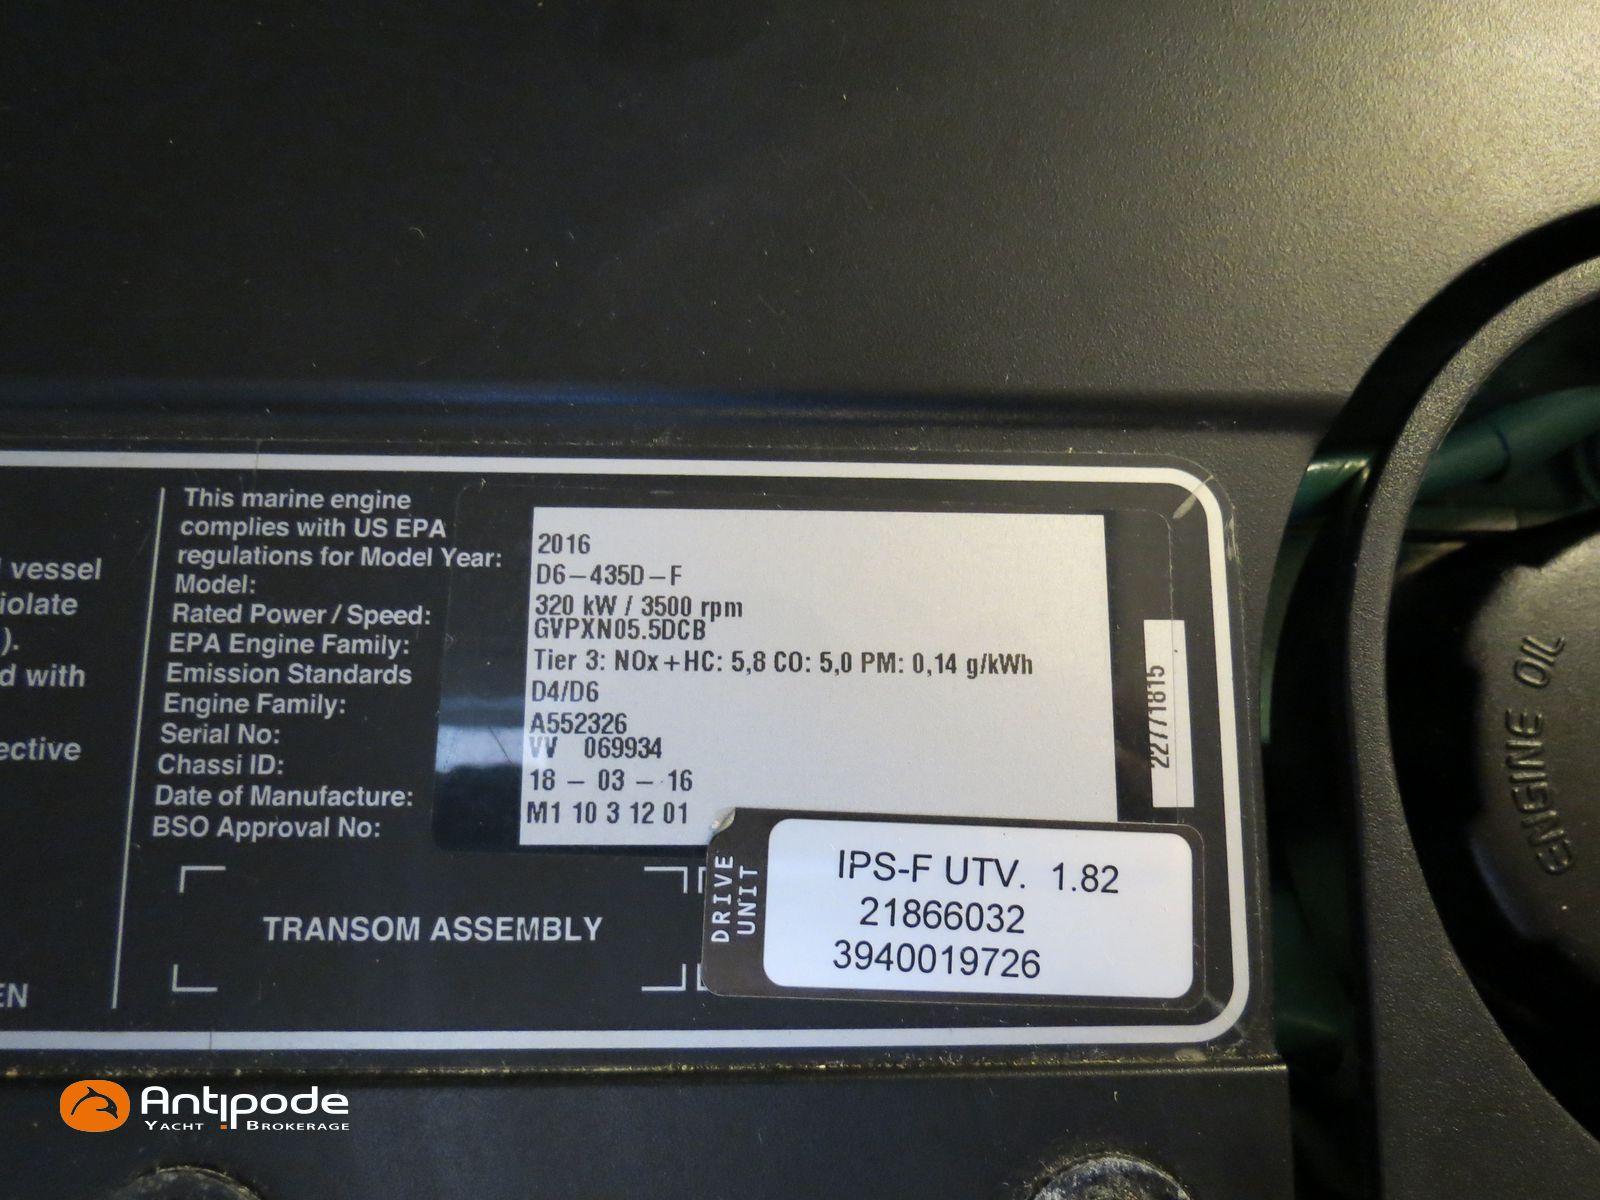 vessel
iolate
).
d with
ective
EN
This marine engine
complies with US EPA
regulations for Model Year: 2016
Model: D6-435D-F
Rated Power / Speed: 320 kW / 3500 rpm
EPA Engine Family: GVPXN05.5DCB
Emission Standards Tier 3: NOx+HC: 5,8 CO: 5,0 PM: 0,14 g/kWh
Engine Family: D4/D6
Serial No: A552326
Chassi ID: VV 069934
Date of Manufacture: 18 - 03 - 16
BSO Approval No: M1 10 3 12 01
22771815
TRANSOM ASSEMBLY
DRIVE
UNIT
IPS-F UTV. 1.82
21866032
3940019726
ENGINE OIL
Antipode
YACHT BROKERAGE